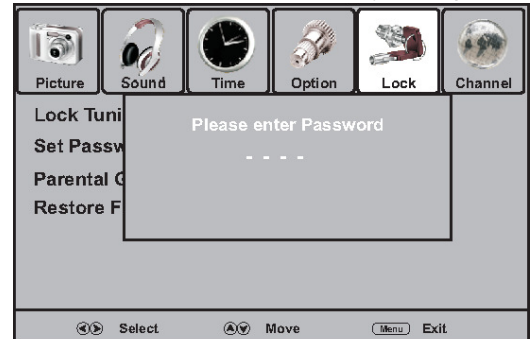 Picture Sound Time Option Lock Channel
Lock Tuni
Please enter Password
Set Passw
- - - -
Parental G
Restore F
Select Move Menu Exit